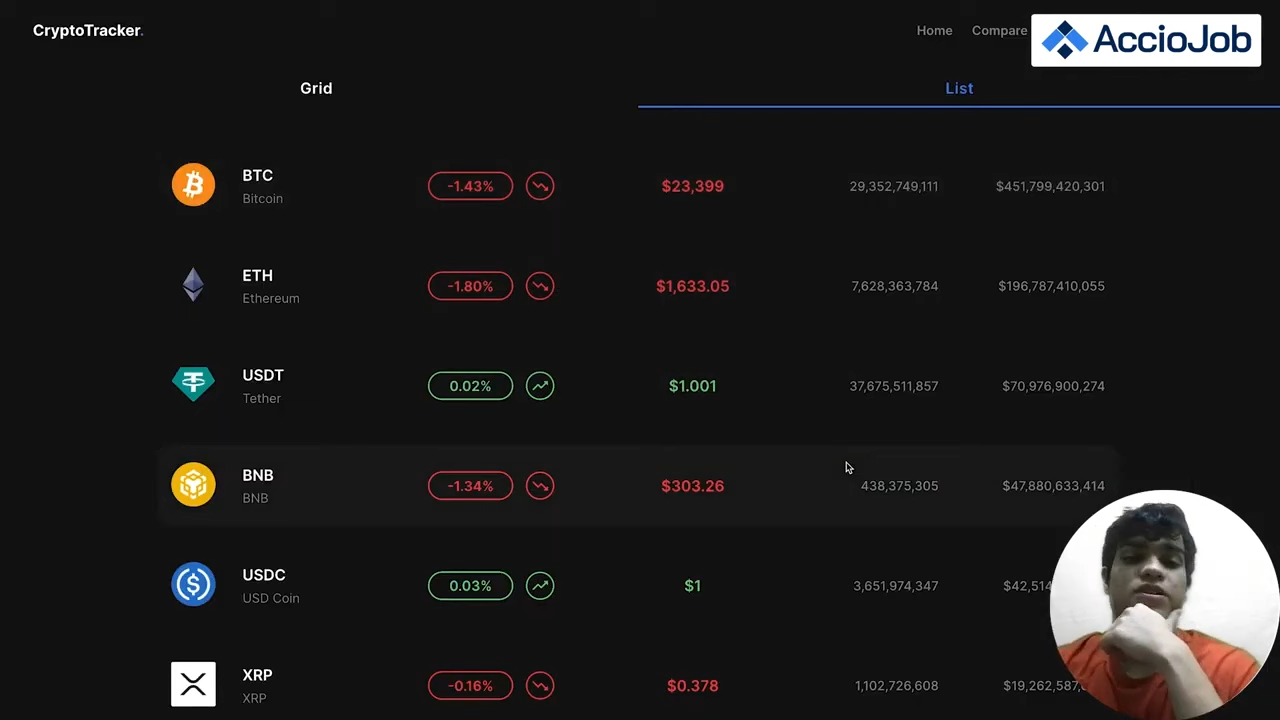 CryptoTracker.
Home Compare
AccioJob
Grid List
BTC
Bitcoin
-1.43% $23,399 29,352,749,111 $451,799,420,301
ETH
Ethereum
-1.80% $1,633.05 7,628,363,784 $196,787,410,055
USDT
Tether
0.02% $1.001 37,675,511,857 $70,976,900,274
BNB
BNB
-1.34% $303.26 438,375,305 $47,880,633,414
USDC
USD Coin
0.03% $1 3,651,974,347
XRP
XRP
-0.16% $0.378 1,102,726,608